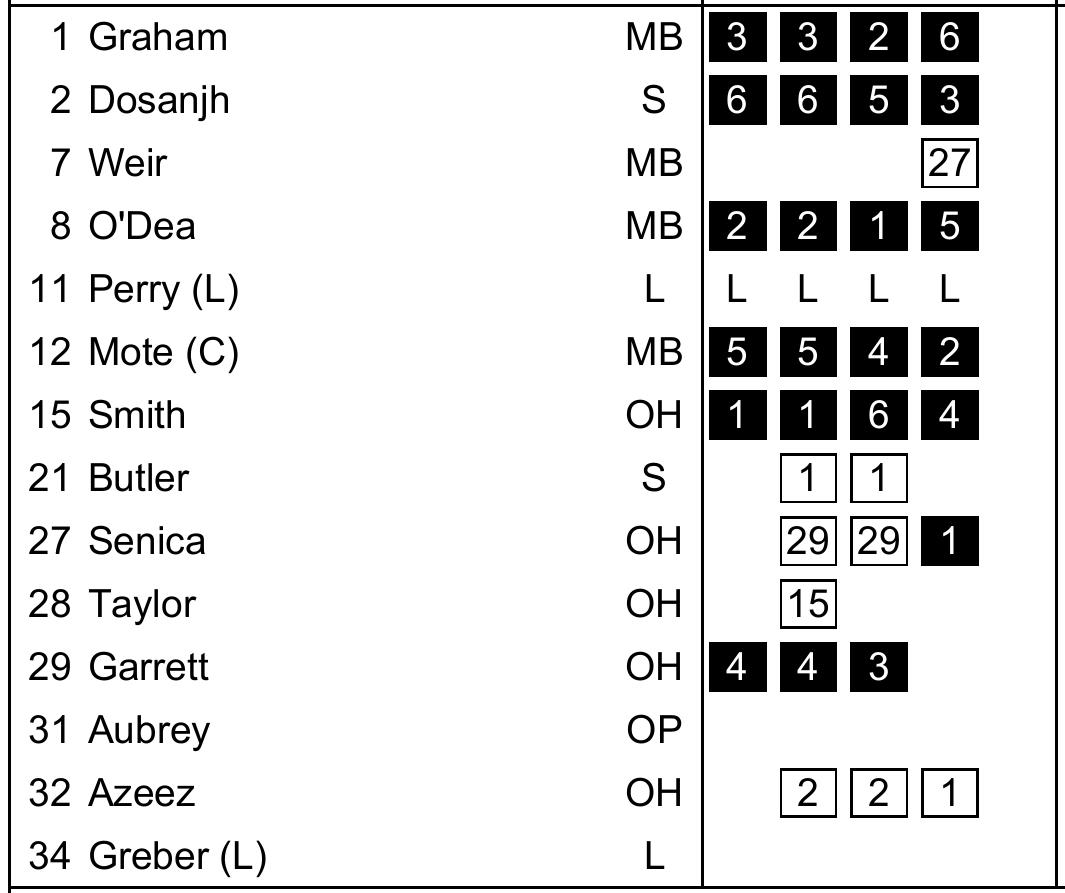 1 Graham MB 3 3 2 6
2 Dosanjh S 6 6 5 3
7 Weir MB 27
8 O'Dea MB 2 2 1 5
11 Perry (L) L L L L L
12 Mote (C) MB 5 5 4 2
15 Smith OH 1 1 6 4
21 Butler S 1 1
27 Senica OH 29 29 1
28 Taylor OH 15
29 Garrett OH 4 4 3
31 Aubrey OP
32 Azeez OH 2 2 1
34 Greber (L) L